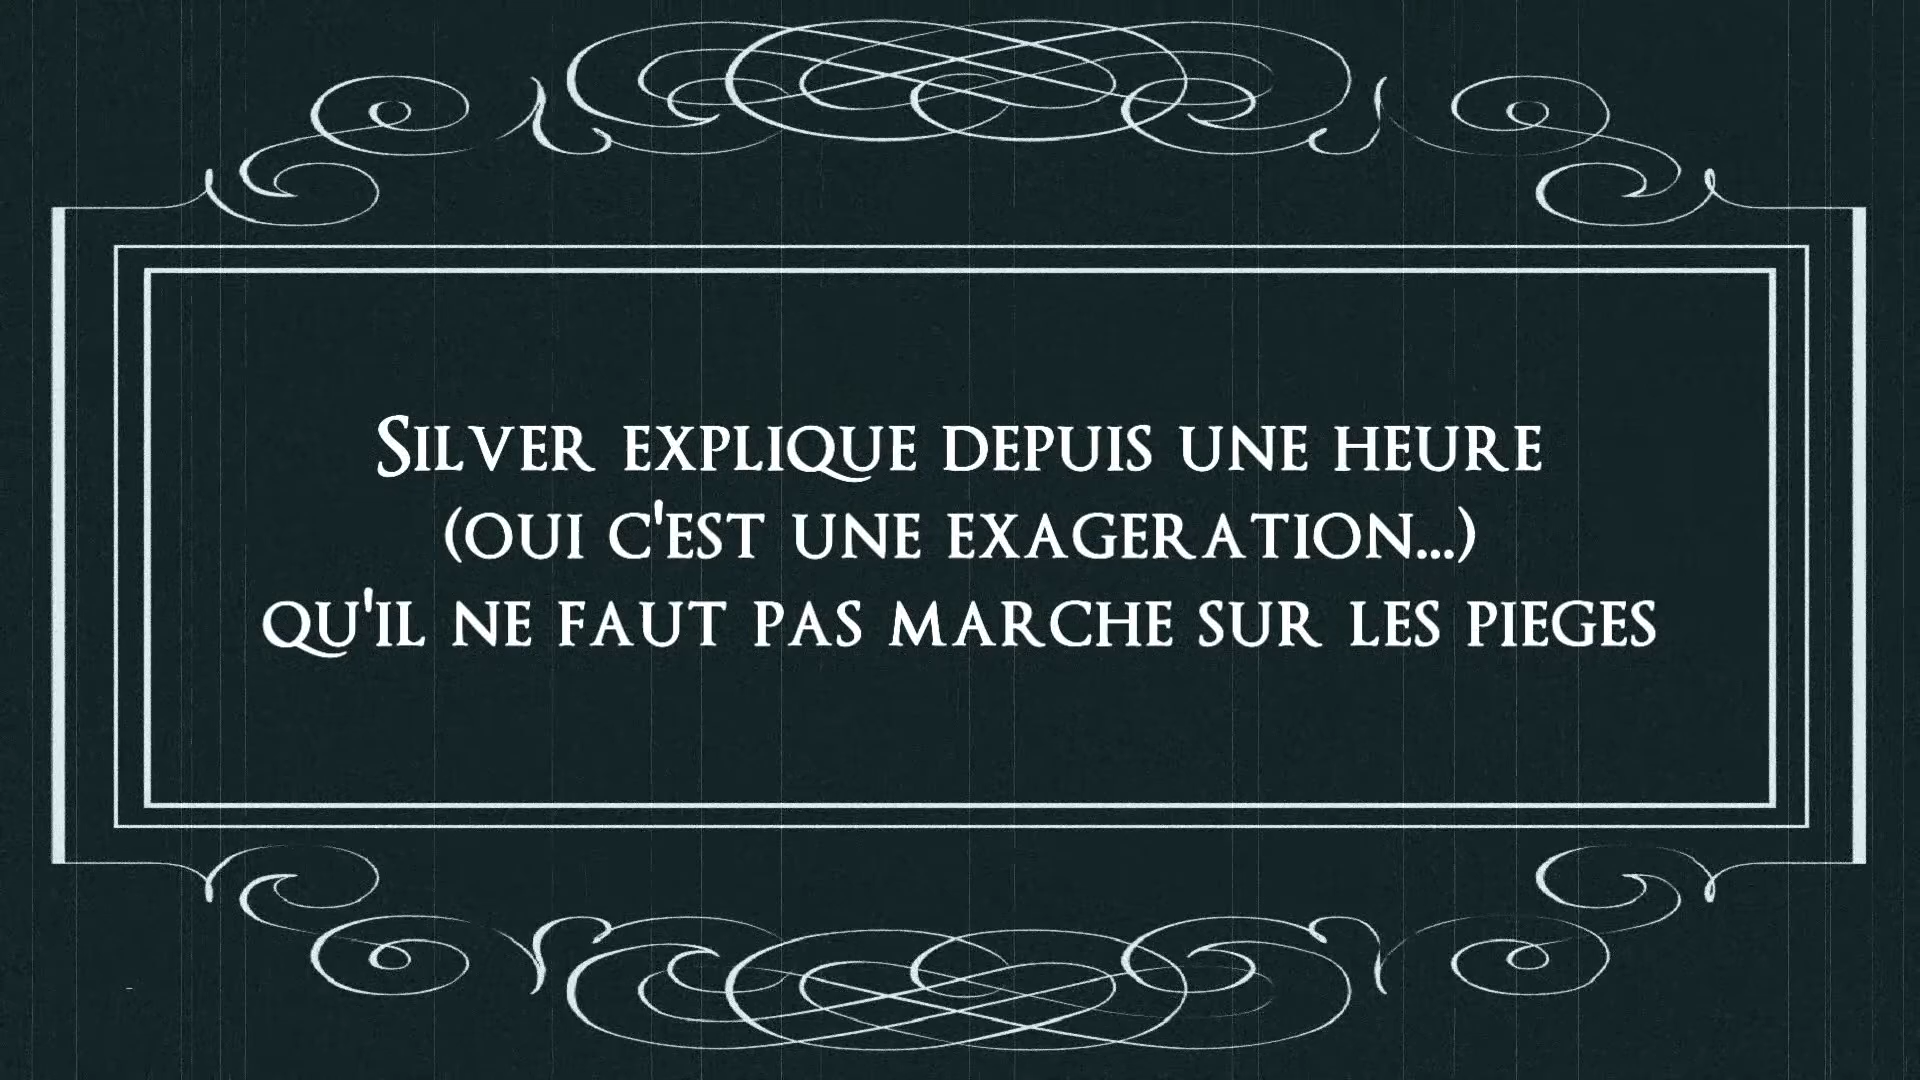 Silver explique depuis une heure
(oui c'est une exageration...)
qu'il ne faut pas marche sur les pieges